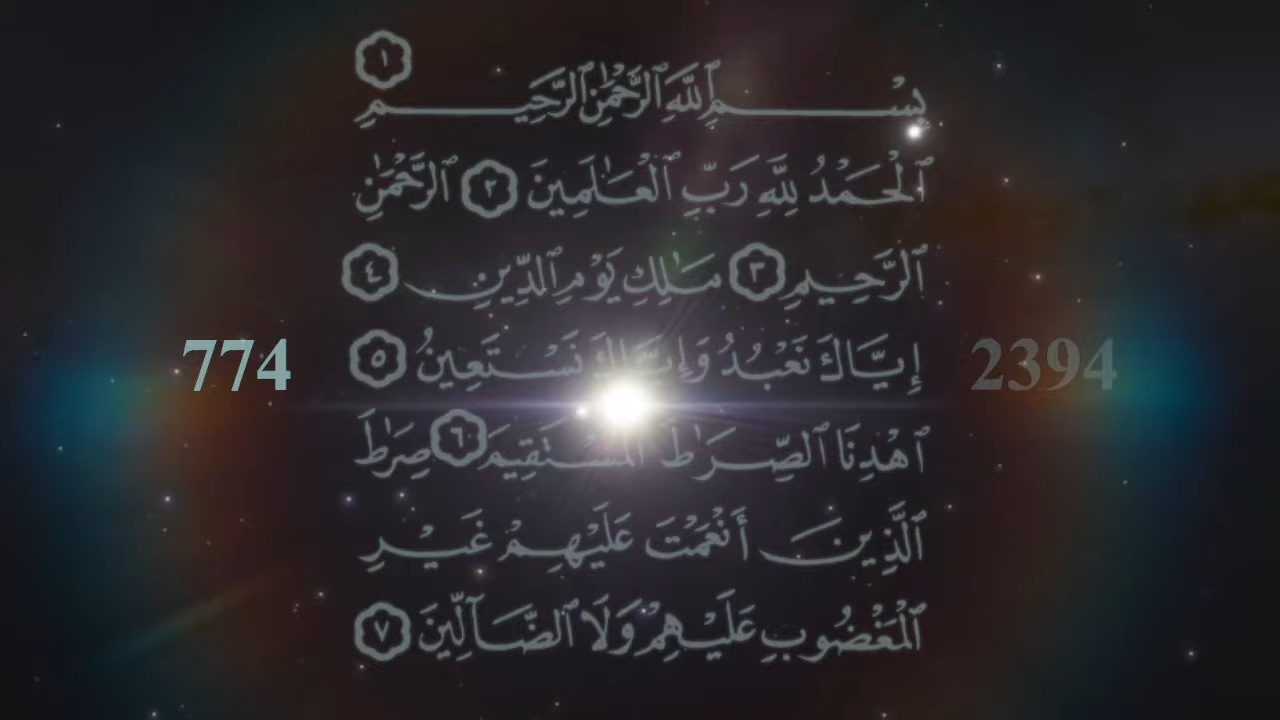 بِسْمِ ٱللَّهِ ٱلرَّحْمَٰنِ ٱلرَّحِيمِ ١
ٱلْحَمْدُ لِلَّهِ رَبِّ ٱلْعَٰلَمِينَ ٢ ٱلرَّحْمَٰنِ
ٱلرَّحِيمِ ٣ مَٰلِكِ يَوْمِ ٱلدِّينِ ٤
إِيَّاكَ نَعْبُدُ وَإِيَّاكَ نَسْتَعِينُ ٥
ٱهْدِنَا ٱلصِّرَٰطَ ٱلْمُسْتَقِيمَ ٦ صِرَٰطَ
ٱلَّذِينَ أَنْعَمْتَ عَلَيْهِمْ غَيْرِ
ٱلْمَغْضُوبِ عَلَيْهِمْ وَلَا ٱلضَّآلِّينَ ٧
774
2394